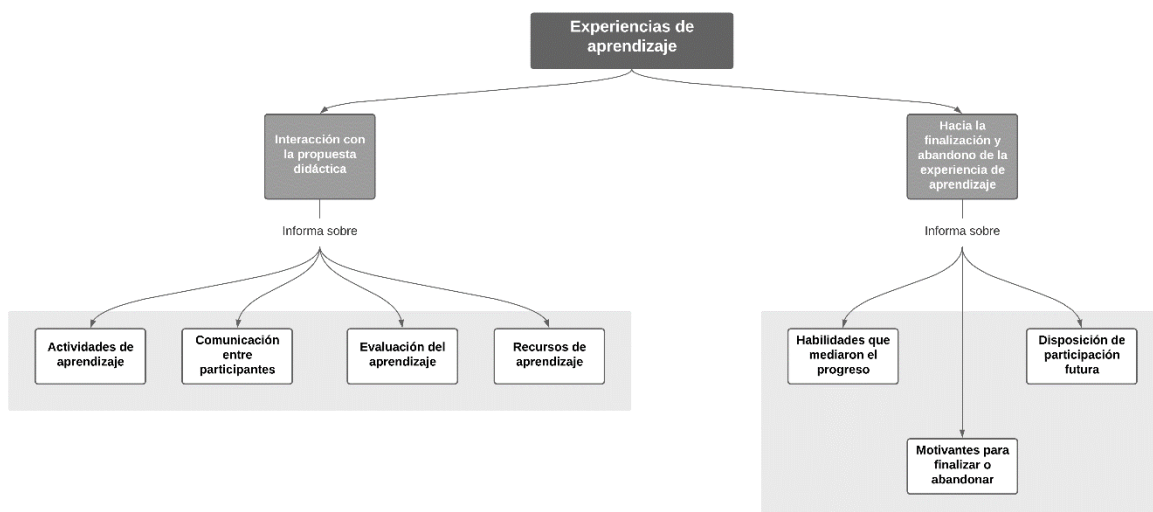 Experiencias de
aprendizaje
Interacción con
la propuesta
didáctica
Hacia la
finalización y
abandono de la
experiencia de
aprendizaje
Informa sobre
Informa sobre
Actividades de
aprendizaje
Comunicación
entre
participantes
Evaluación del
aprendizaje
Recursos de
aprendizaje
Habilidades que
mediaron el
progreso
Disposición de
participación
futura
Motivantes para
finalizar o
abandonar